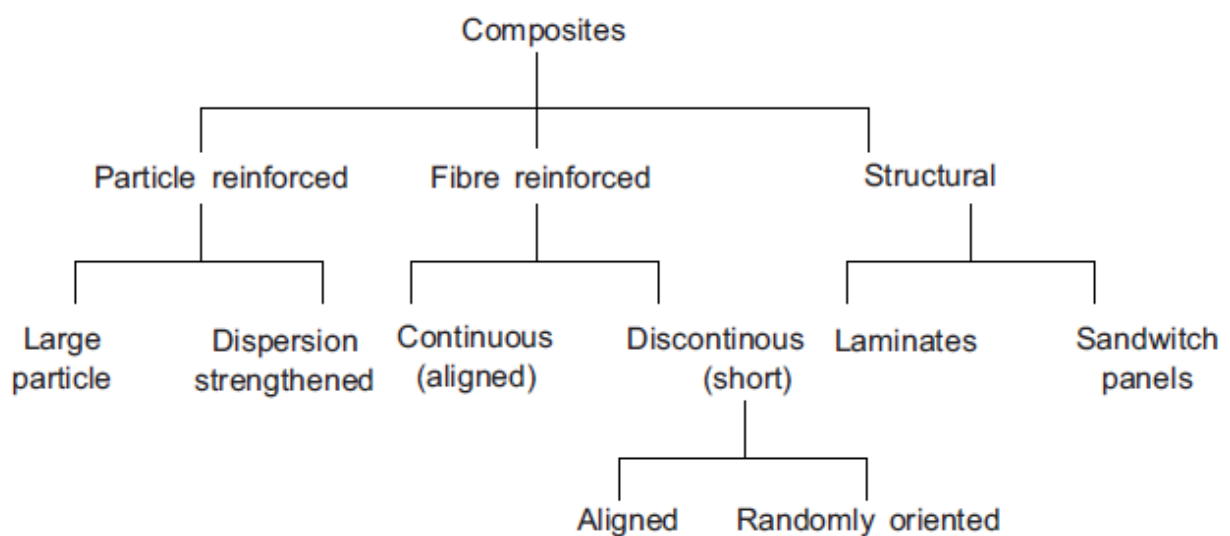 Composites
Particle reinforced
Fibre reinforced
Structural
Large
particle
Dispersion
strengthened
Continuous
(aligned)
Discontinous
(short)
Laminates
Sandwitch
panels
Aligned
Randomly oriented